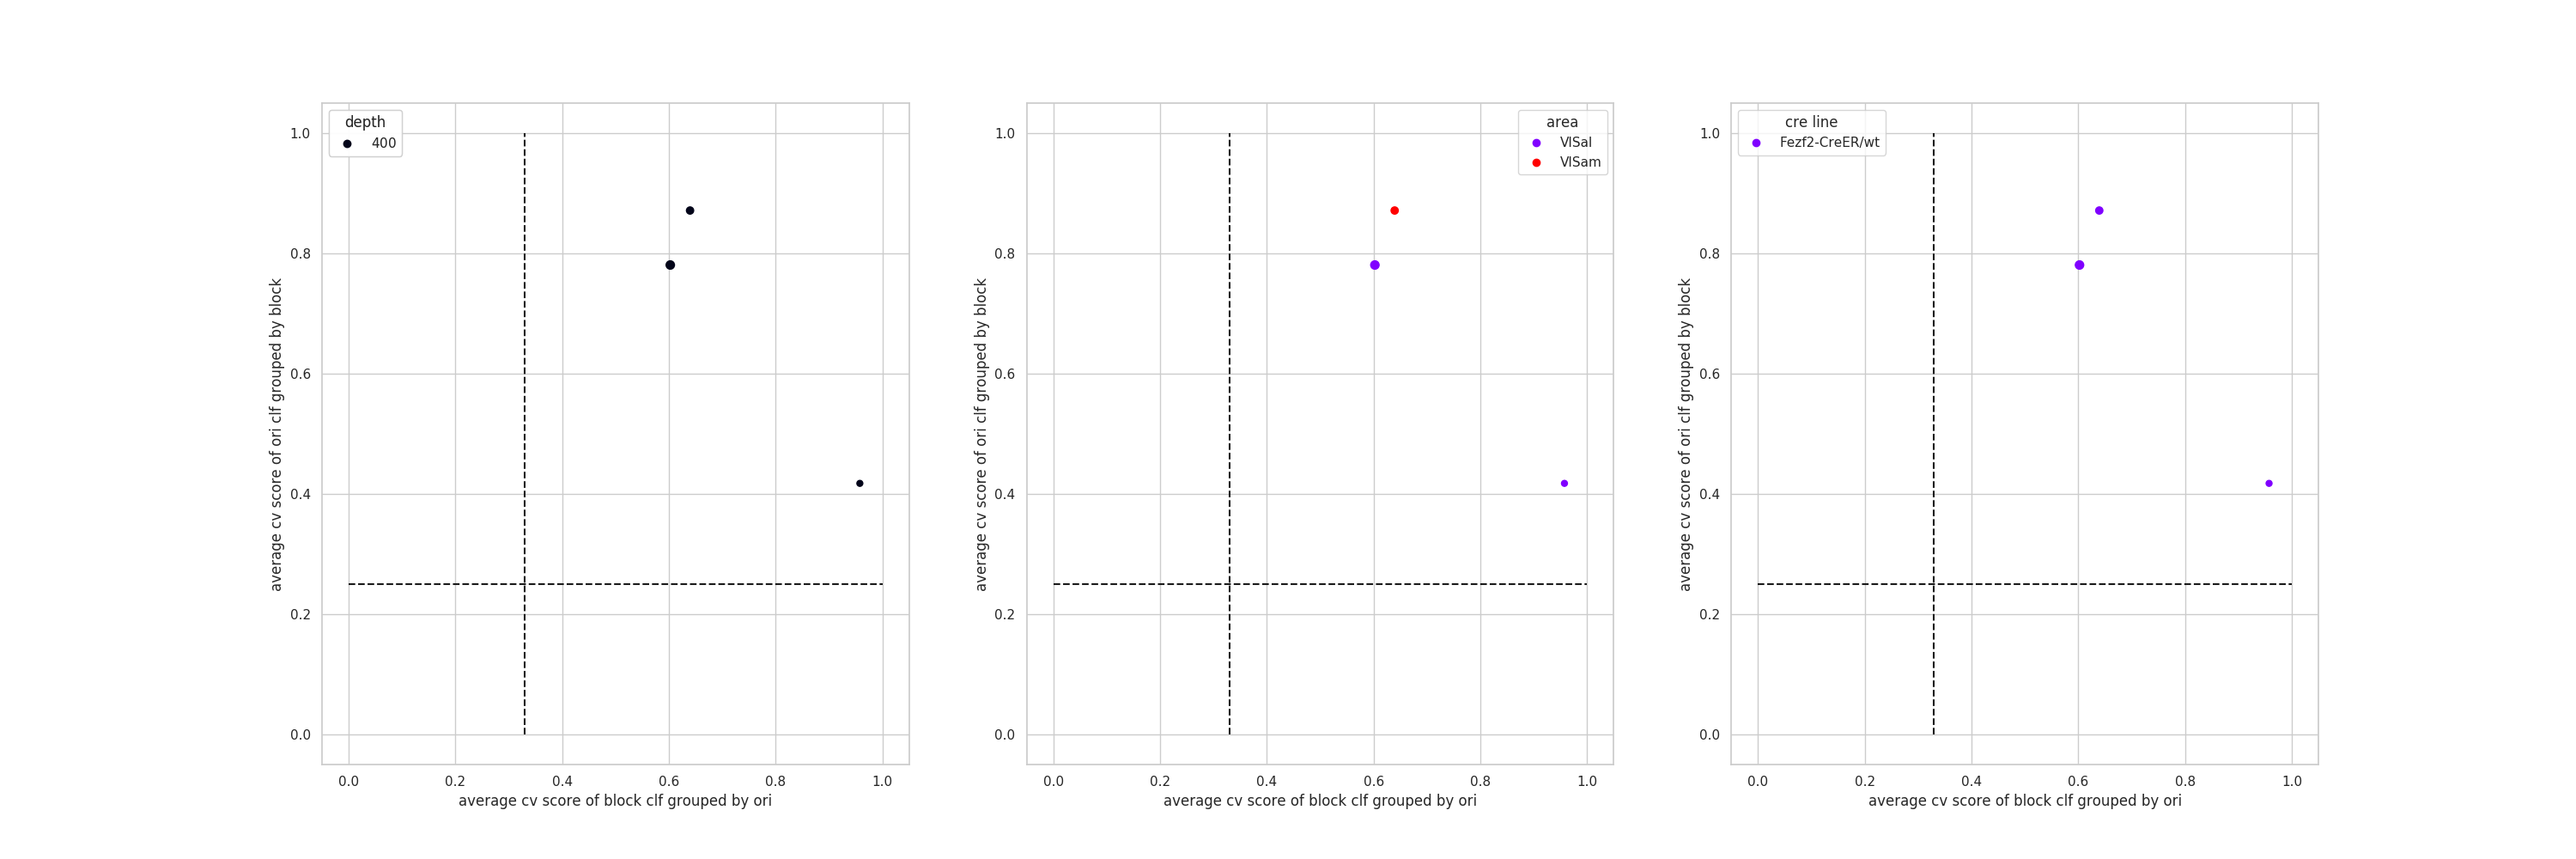 depth
400
1.0
0.8
0.6
0.4
0.2
0.0
average cv score of ori clf grouped by block
0.0 0.2 0.4 0.6 0.8 1.0
average cv score of block clf grouped by ori
area
VISal
VISam
1.0
0.8
0.6
0.4
0.2
0.0
average cv score of ori clf grouped by block
0.0 0.2 0.4 0.6 0.8 1.0
average cv score of block clf grouped by ori
cre line
Fezf2-CreER/wt
1.0
0.8
0.6
0.4
0.2
0.0
average cv score of ori clf grouped by block
0.0 0.2 0.4 0.6 0.8 1.0
average cv score of block clf grouped by ori